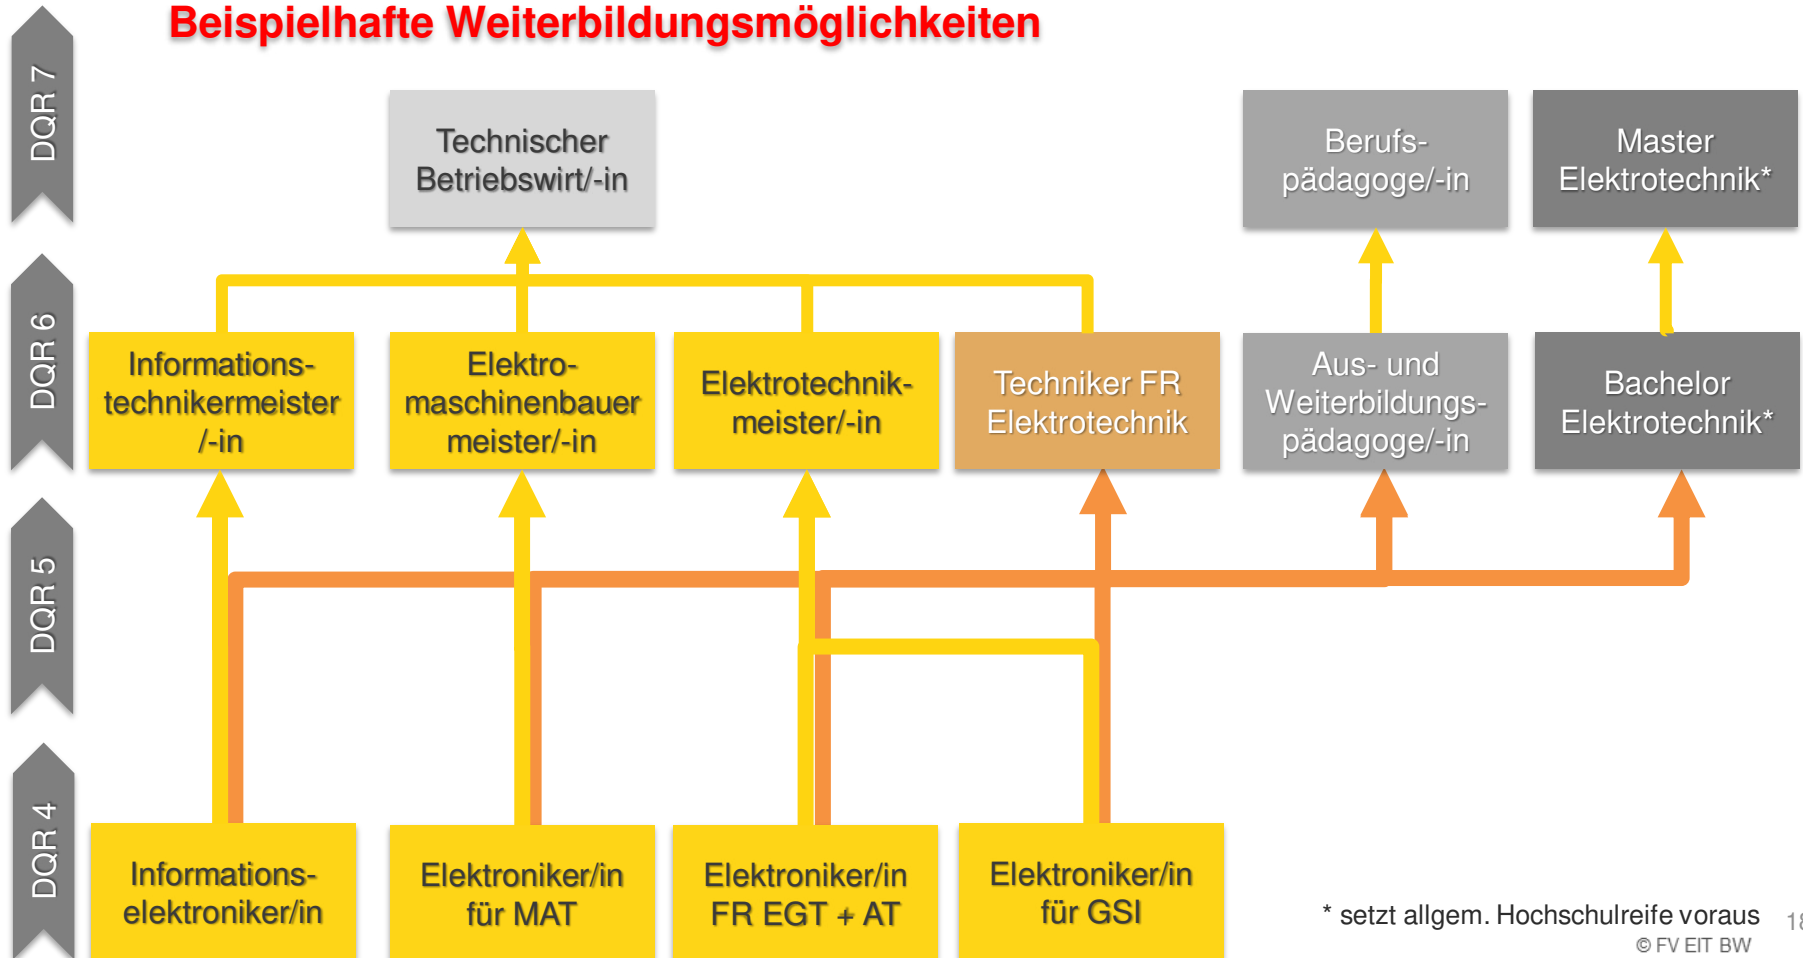 Beispielhafte Weiterbildungsmöglichkeiten
DQR 7
Technischer
Betriebswirt/-in
Berufs-
pädagoge/-in
Master
Elektrotechnik*
DQR 6
Informations-
technikermeister
/-in
Elektro-
maschinenbauer
meister/-in
Elektrotechnik-
meister/-in
Techniker FR
Elektrotechnik
Aus- und
Weiterbildungs-
pädagoge/-in
Bachelor
Elektrotechnik*
DQR 5
DQR 4
Informations-
elektroniker/in
Elektroniker/in
für MAT
Elektroniker/in
FR EGT + AT
Elektroniker/in
für GSI
* setzt allgem. Hochschulreife voraus
© FV EIT BW